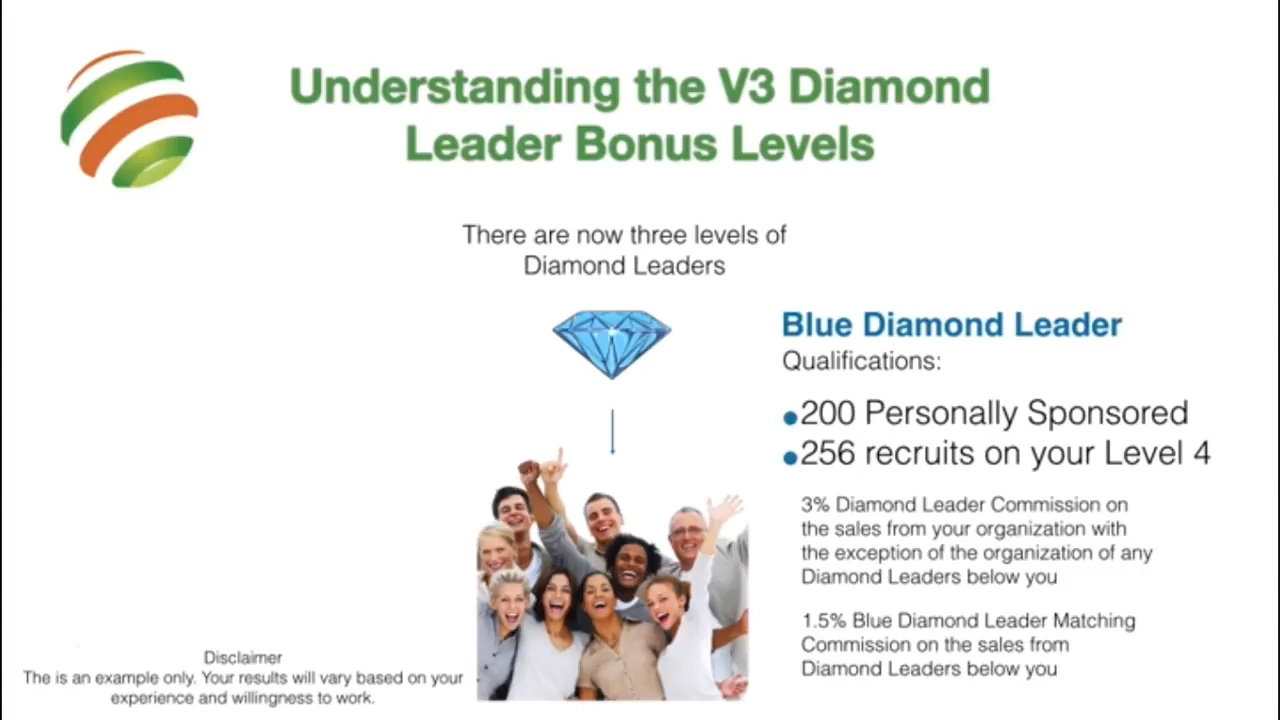 Understanding the V3 Diamond
Leader Bonus Levels
There are now three levels of
Diamond Leaders
Blue Diamond Leader
Qualifications:
•200 Personally Sponsored
•256 recruits on your Level 4
3% Diamond Leader Commission on
the sales from your organization with
the exception of the organization of any
Diamond Leaders below you
1.5% Blue Diamond Leader Matching
Commission on the sales from
Diamond Leaders below you
Disclaimer
The is an example only. Your results will vary based on your
experience and willingness to work.